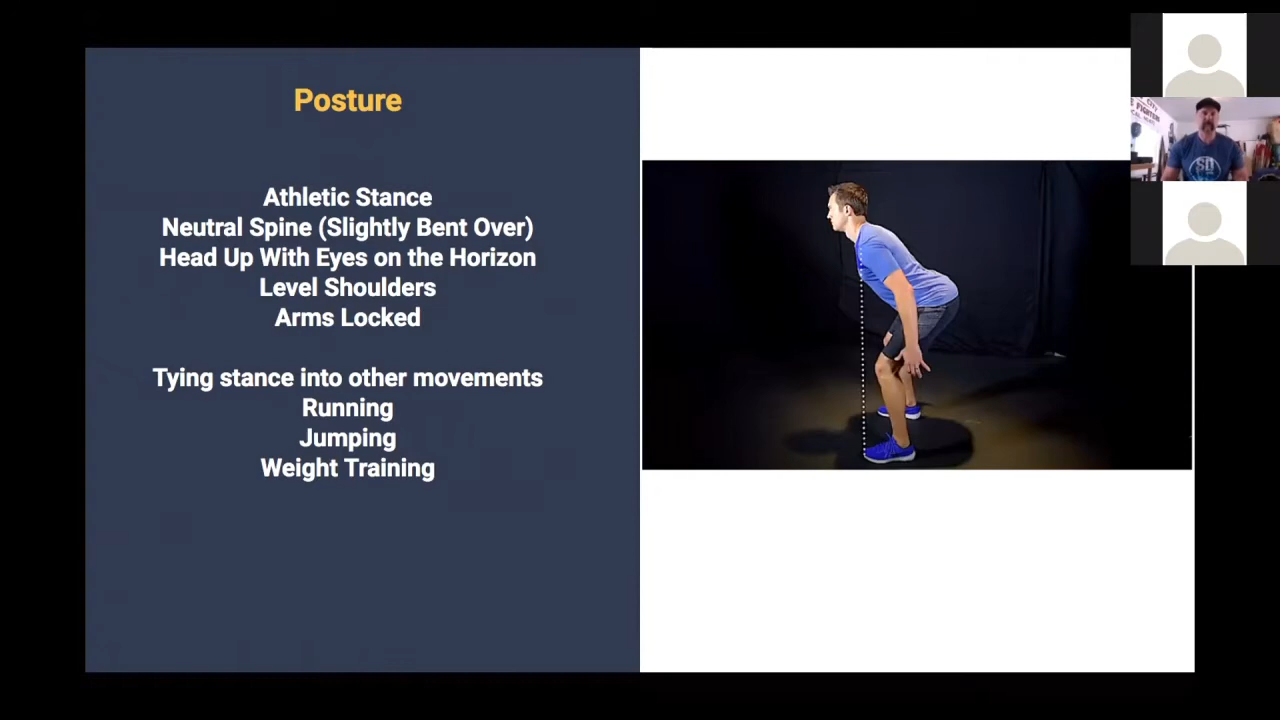 Posture
Athletic Stance
Neutral Spine (Slightly Bent Over)
Head Up With Eyes on the Horizon
Level Shoulders
Arms Locked
Tying stance into other movements
Running
Jumping
Weight Training